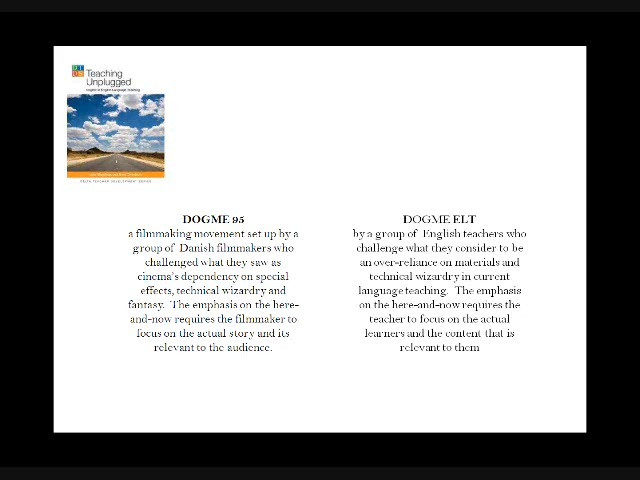 Teaching
Unplugged
DOGME 95
a filmmaking movement set up by a
group of Danish filmmakers who
challenged what they saw as
cinema's dependency on special
effects, technical wizardry and
fantasy. The emphasis on the here-
and-now requires the filmmaker to
focus on the actual story and its
relevant to the audience.
DOGME ELT
by a group of English teachers who
challenge what they consider to be
an over-reliance on materials and
technical wizardry in current
language teaching. The emphasis
on the here-and-now requires the
teacher to focus on the actual
learners and the content that is
relevant to them